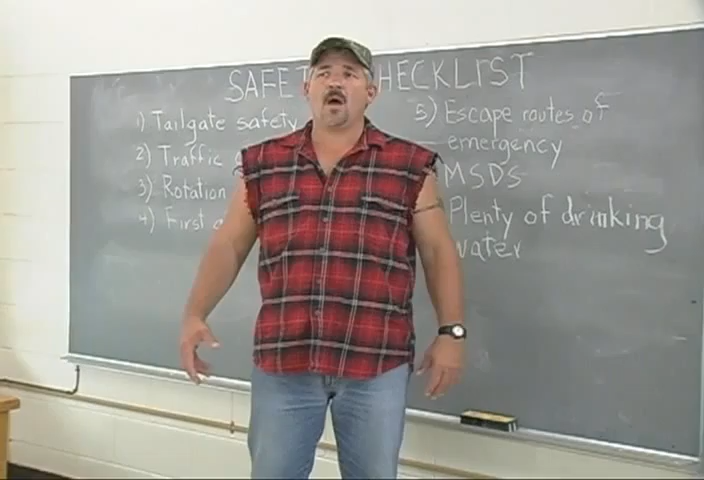 SAFET HECKLIST
1) Tailgate safety
2) Traffic
3) Rotation
4) First
5) Escape routes of
emergency
MSDS
Plenty of drinking
water